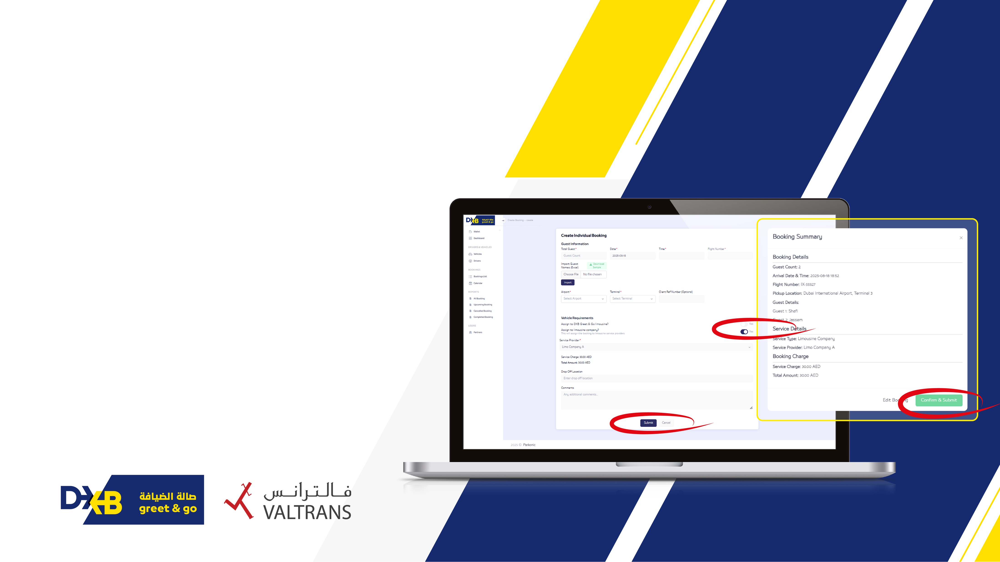 DXB
صالة الضيافة
greet & go
Create Booking - create
Wallet
Dashboard
DRIVERS & VEHICLES
Vehicles
Drivers
BOOKINGS
Bookings List
Calendar
REPORTS
All Booking
Upcoming Booking
Cancelled Booking
Completed Booking
USERS
Partners
Create Individual Booking
Guest Information
Total Guest* Date* Time* Flight Number*
Guest Count 2025-08-18
Import Guest Names (Excel) Download Sample
Choose File No file chosen
Import
Airport* Terminal* Client Ref Number (Optional)
Select Airport Select Terminal
Vehicle Requirements
Assign to DXB Greet & Go limousine? Yes
Assign to limousine company? Yes
This will assign the booking to limousine service providers
Service Provider*
Limo Company A
Service Charge: 30.00 AED
Total Amount: 30.00 AED
Drop Off Location
Enter drop off location
Comments
Any additional comments...
Submit Cancel
2025 © Parkonic
Booking Summary
Booking Details
Guest Count: 2
Arrival Date & Time: 2025-08-18 18:52
Flight Number: IX-33327
Pickup Location: Dubai International Airport, Terminal 3
Guest Details:
Guest 1: Shafi
Guest 2: Jassem
Service Details
Service Type: Limousine Company
Service Provider: Limo Company A
Booking Charge
Service Charge: 30.00 AED
Total Amount: 30.00 AED
Edit Booking Confirm & Submit
DXB
صالة الضيافة
greet & go
فالترانس
VALTRANS